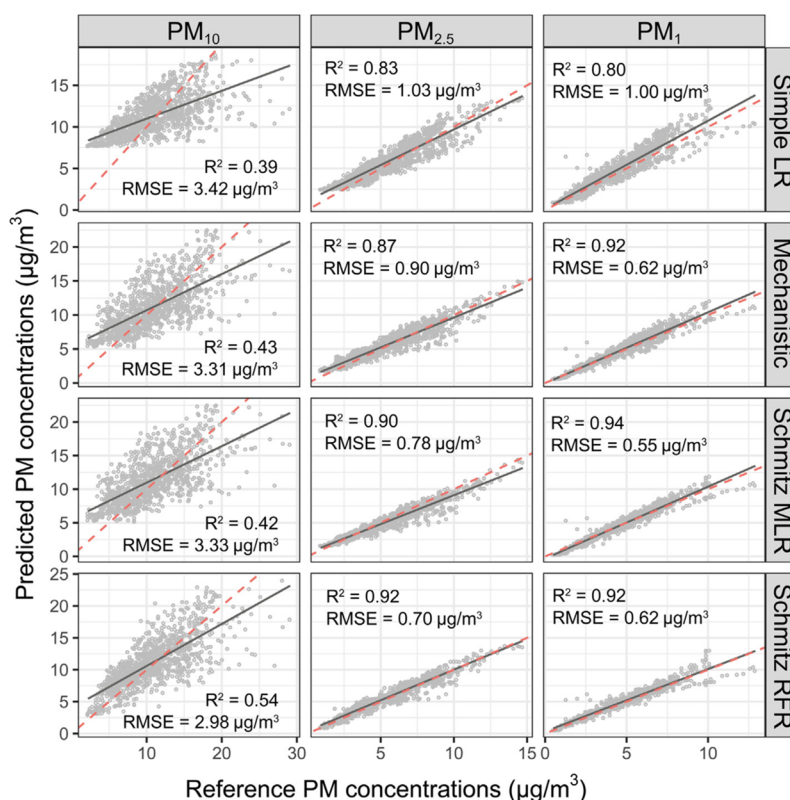 PM₁₀ PM₂.₅ PM₁
15
10
5
0
R² = 0.39
RMSE = 3.42 µg/m³
R² = 0.83
RMSE = 1.03 µg/m³
R² = 0.80
RMSE = 1.00 µg/m³
Simple LR
20
15
10
5
0
R² = 0.43
RMSE = 3.31 µg/m³
R² = 0.87
RMSE = 0.90 µg/m³
R² = 0.92
RMSE = 0.62 µg/m³
Mechanistic
20
15
10
5
0
R² = 0.42
RMSE = 3.33 µg/m³
R² = 0.90
RMSE = 0.78 µg/m³
R² = 0.94
RMSE = 0.55 µg/m³
Schmitz MLR
25
20
15
10
5
0
R² = 0.54
RMSE = 2.98 µg/m³
R² = 0.92
RMSE = 0.70 µg/m³
R² = 0.92
RMSE = 0.62 µg/m³
Schmitz RFR
10 20 30 5 10 15 0 5 10
Predicted PM concentrations (µg/m³)
Reference PM concentrations (µg/m³)